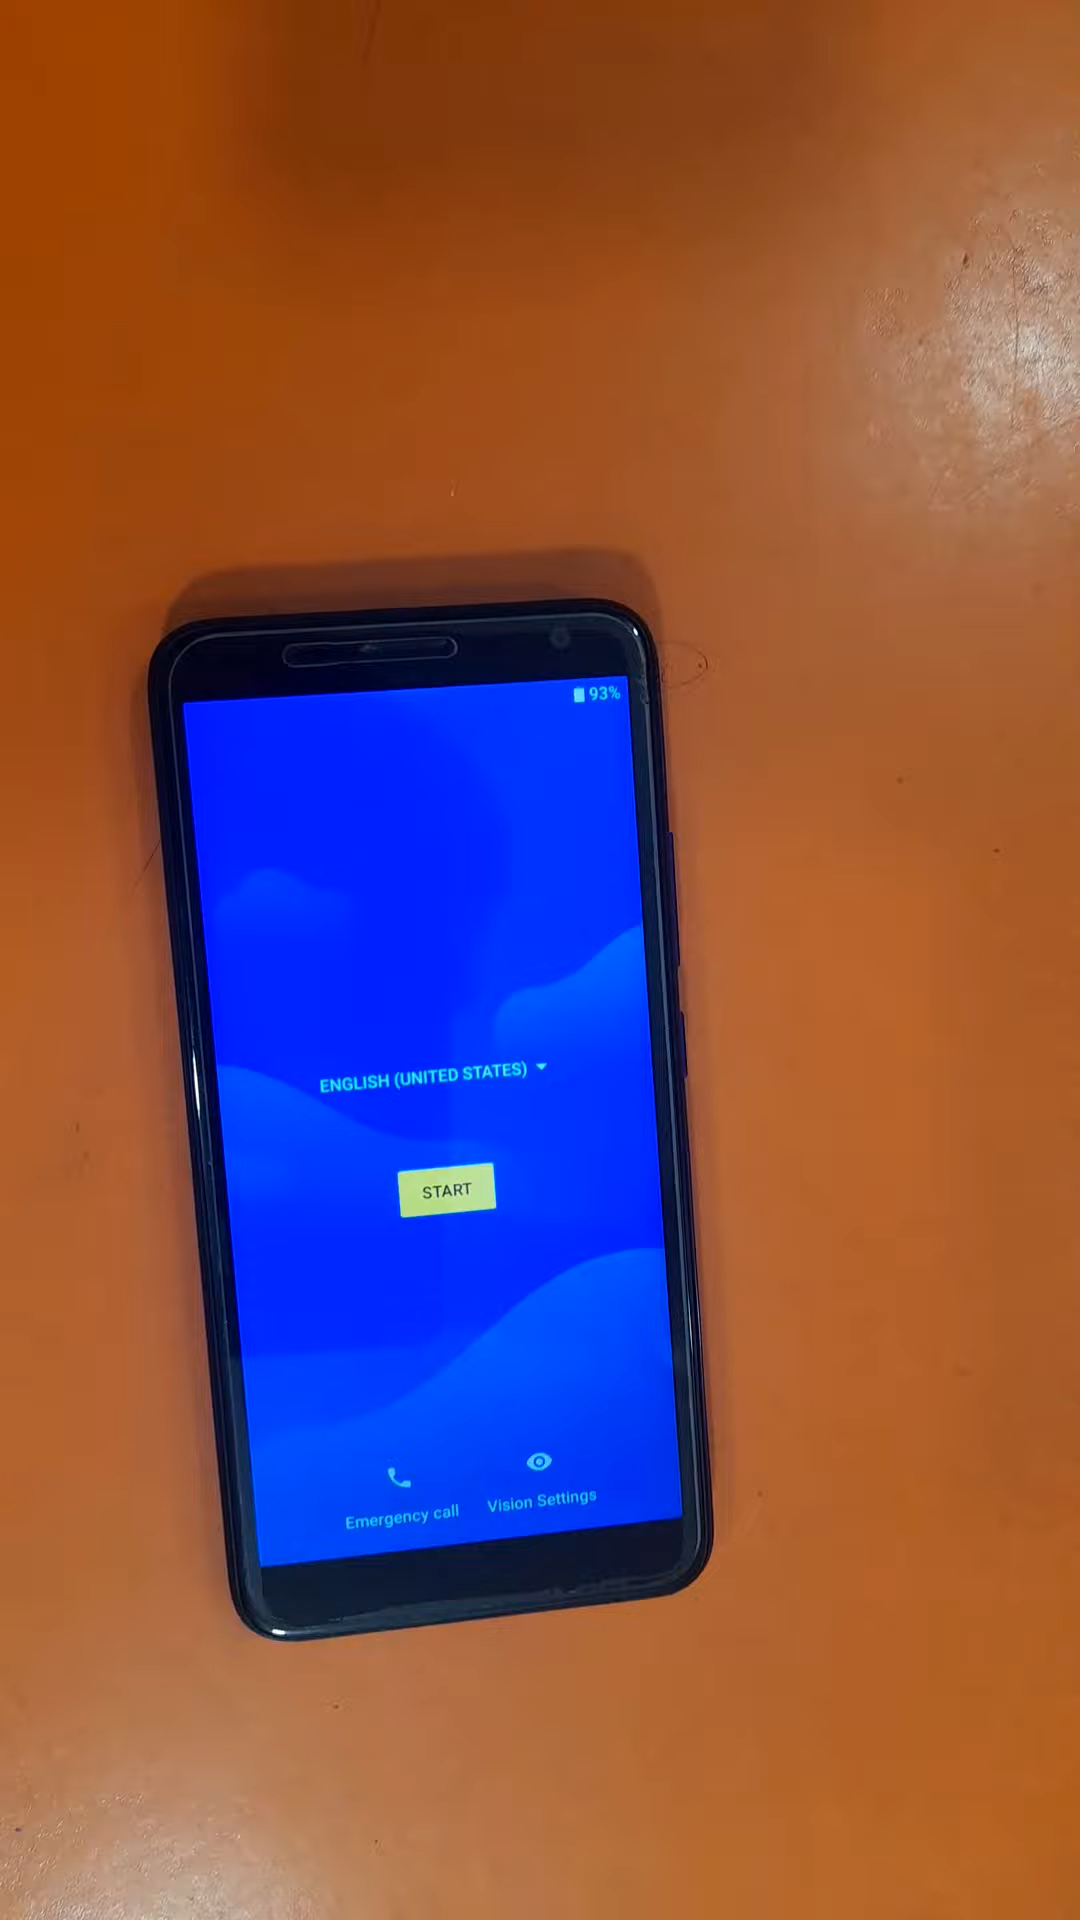 93%
ENGLISH (UNITED STATES)
START
Emergency call
Vision Settings